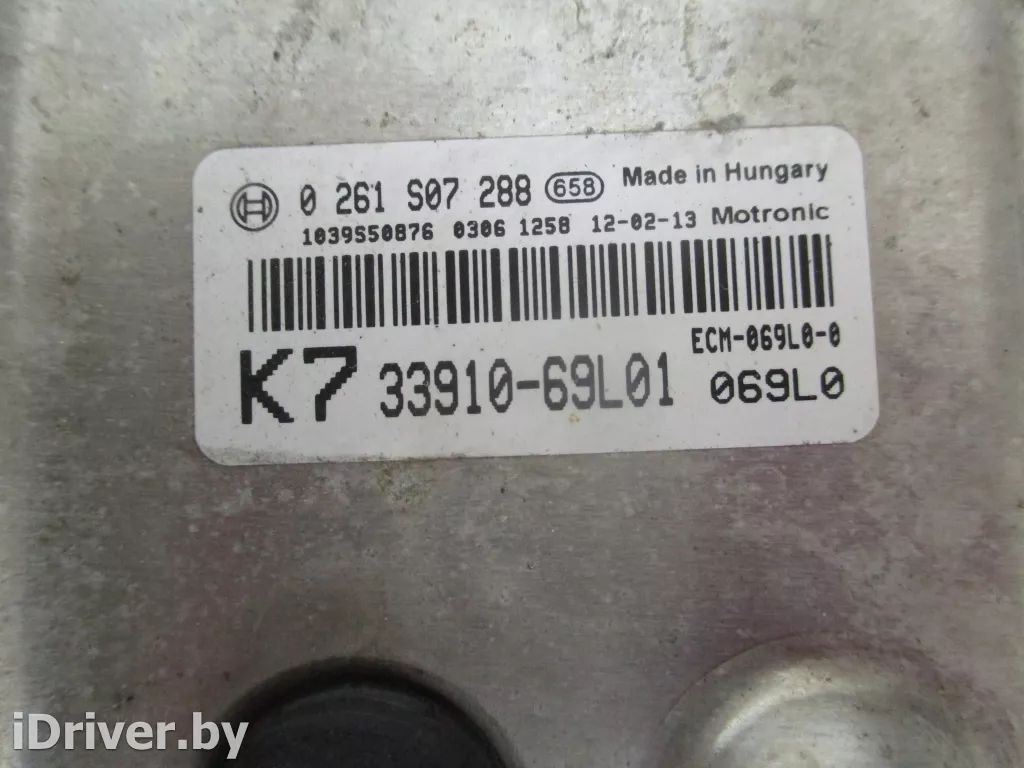 0 261 S07 288 658 Made in Hungary
1039S50876 0306 1258 12-02-13 Motronic
ECM-069L0-0
K7 33910-69L01 069L0
iDriver.by